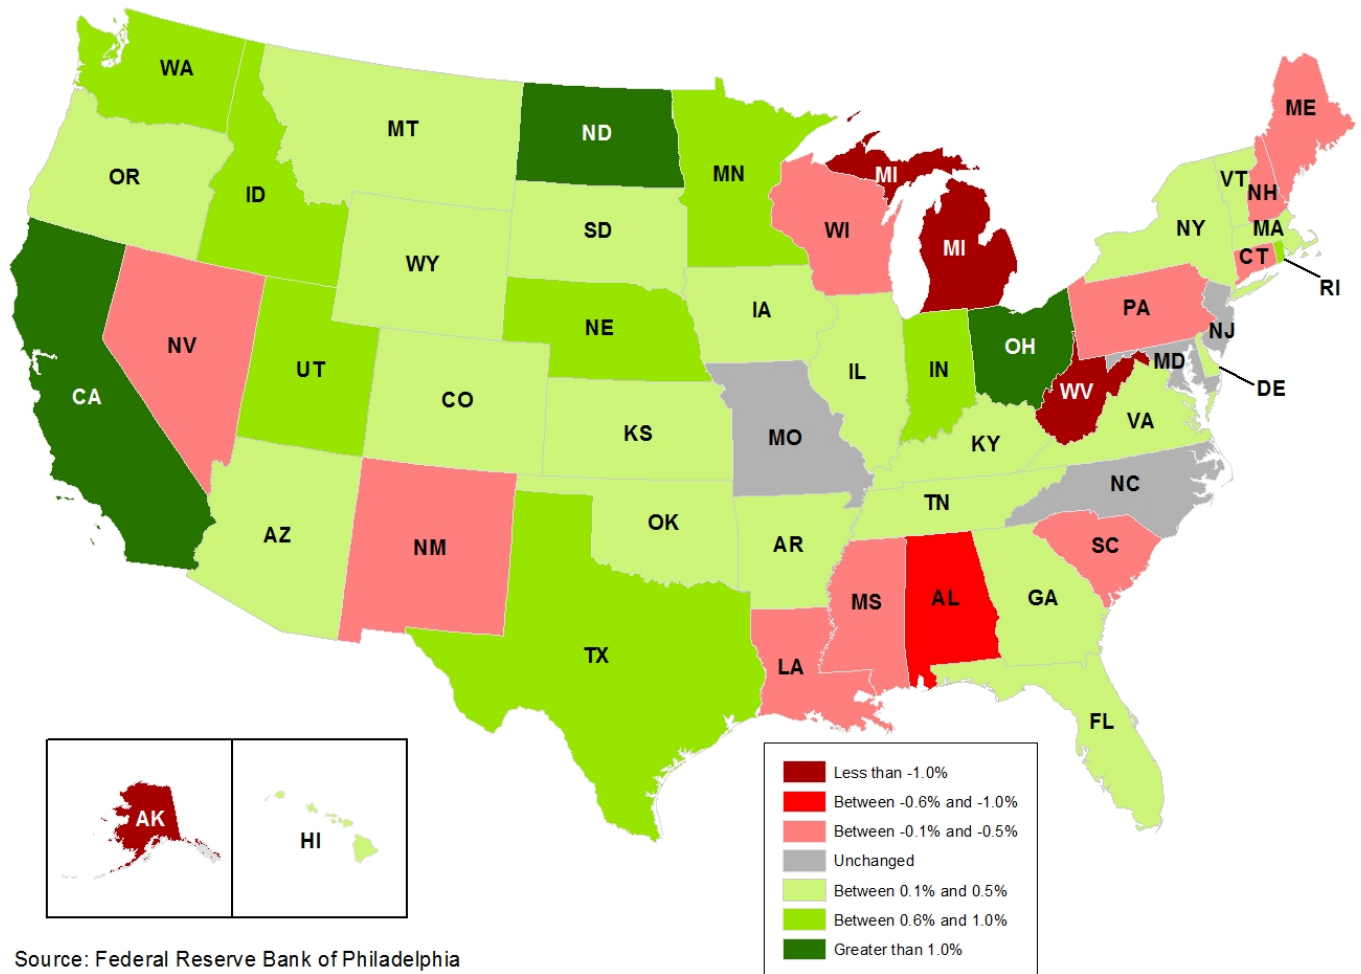 WA
MT
ND
ME
OR
ID
MN
MI
VT
NH
WI
NY
MA
SD
MI
CT
WY
RI
IA
PA
NE
NJ
NV
OH
MD
UT
IL
IN
DE
CA
CO
WV
KS
VA
MO
KY
NC
TN
OK
AZ
AR
NM
SC
MS
AL
GA
TX
LA
FL
AK
HI
Less than -1.0%
Between -0.6% and -1.0%
Between -0.1% and -0.5%
Unchanged
Between 0.1% and 0.5%
Between 0.6% and 1.0%
Greater than 1.0%
Source: Federal Reserve Bank of Philadelphia